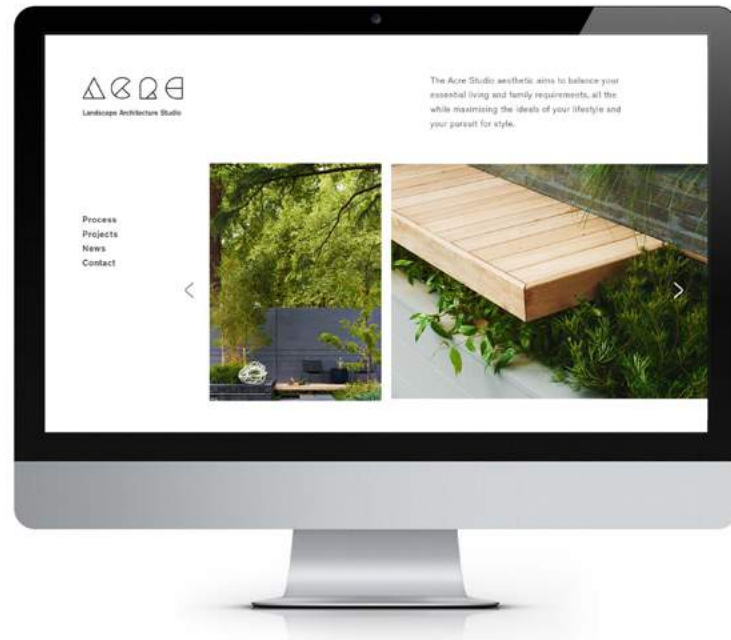 ACRE
Landscape Architecture Studio
The Acre Studio aesthetic aims to balance your
essential living and family requirements, all the
while maximising the ideals of your lifestyle and
your pursuit for style.
Process
Projects
News
Contact